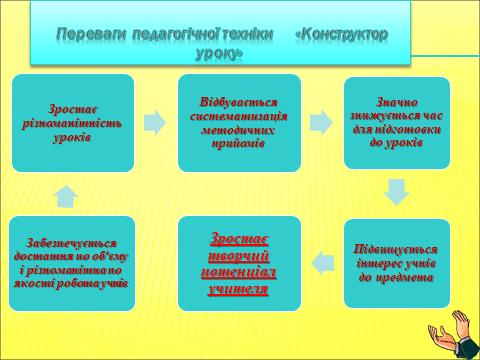 Переваги педагогічної техніки «Конструктор
уроку»
Зростає
різноманітність
уроків
Відбувається
систематизація
методичних
прийомів
Значно
знижується час
для підготовки
до уроків
Підвищується
інтерес учнів
до предмета
Зростає
творчий
потенціал
учителя
Забезпечується
достатня по об'єму
і різноманітна по
якості робота учнів